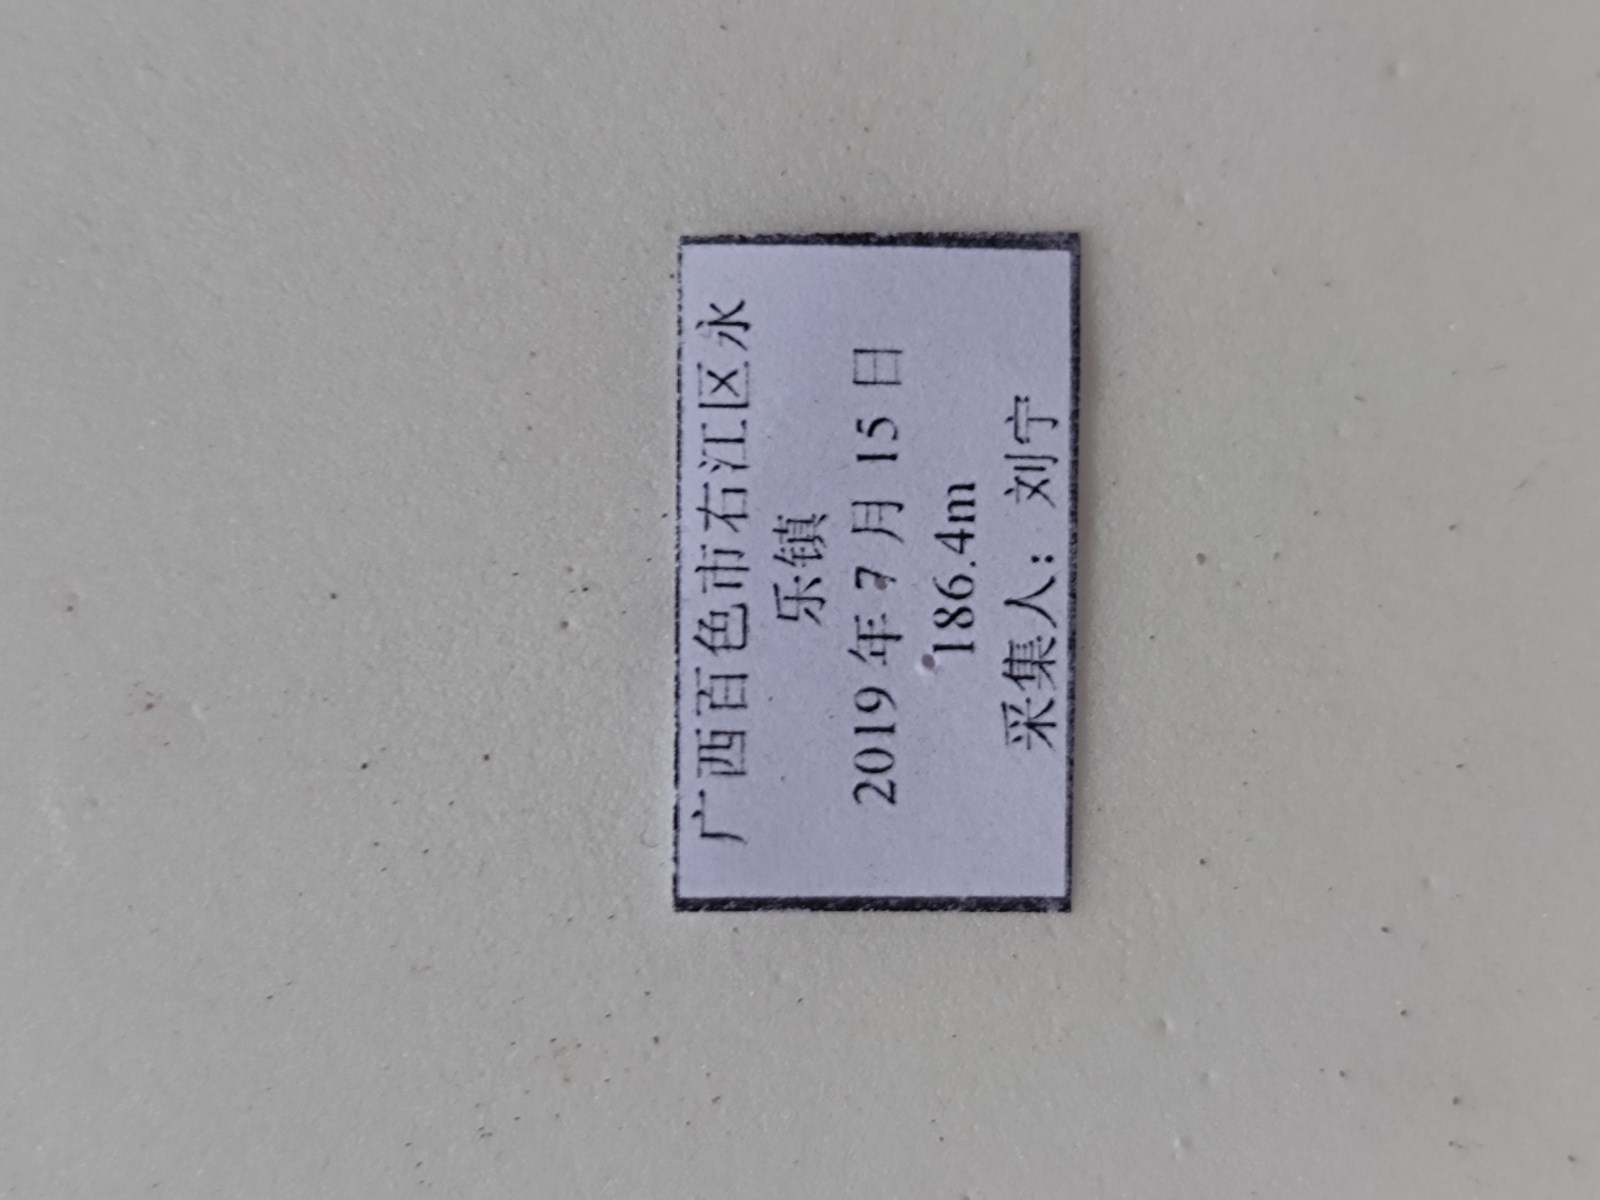 广西百色市右江区永
乐镇
2019年7月15日
186.4m
采集人：刘宁